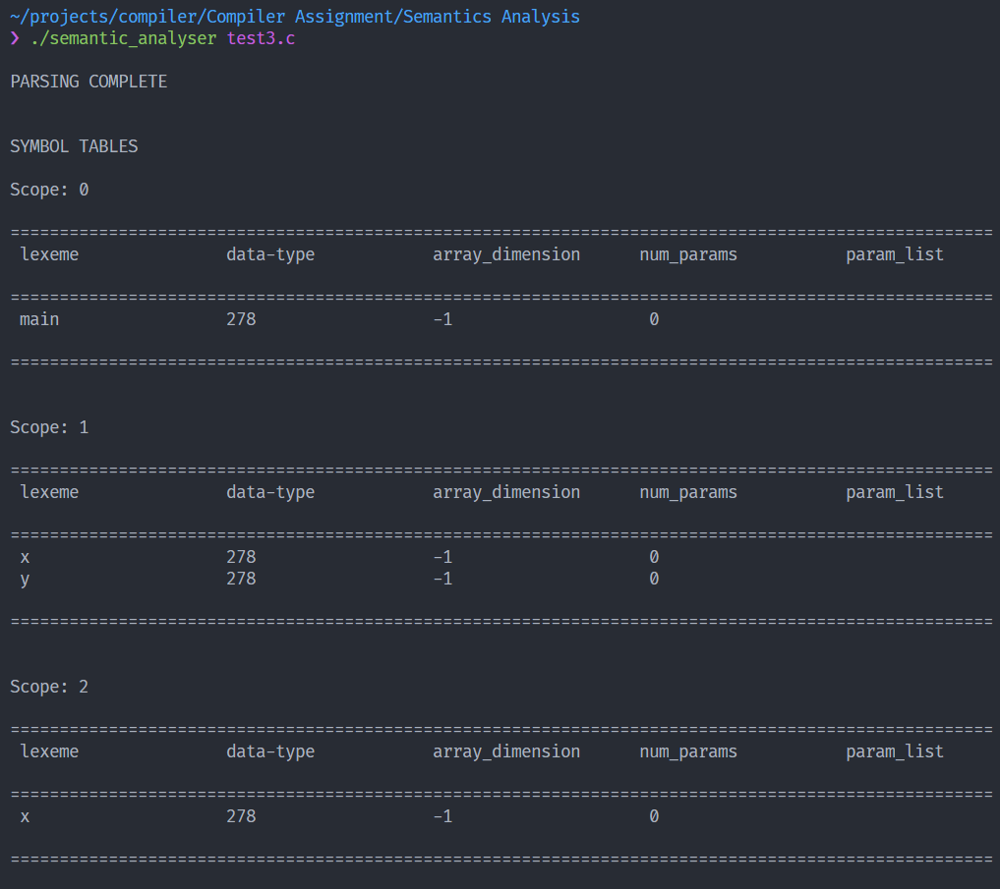 ~/projects/compiler/Compiler Assignment/Semantics Analysis
❯ ./semantic_analyser test3.c
PARSING COMPLETE
SYMBOL TABLES
Scope: 0
====================================================================================================
lexeme data-type array_dimension num_params param_list
====================================================================================================
main 278 -1 0
====================================================================================================
Scope: 1
====================================================================================================
lexeme data-type array_dimension num_params param_list
====================================================================================================
x 278 -1 0
y 278 -1 0
====================================================================================================
Scope: 2
====================================================================================================
lexeme data-type array_dimension num_params param_list
====================================================================================================
x 278 -1 0
====================================================================================================